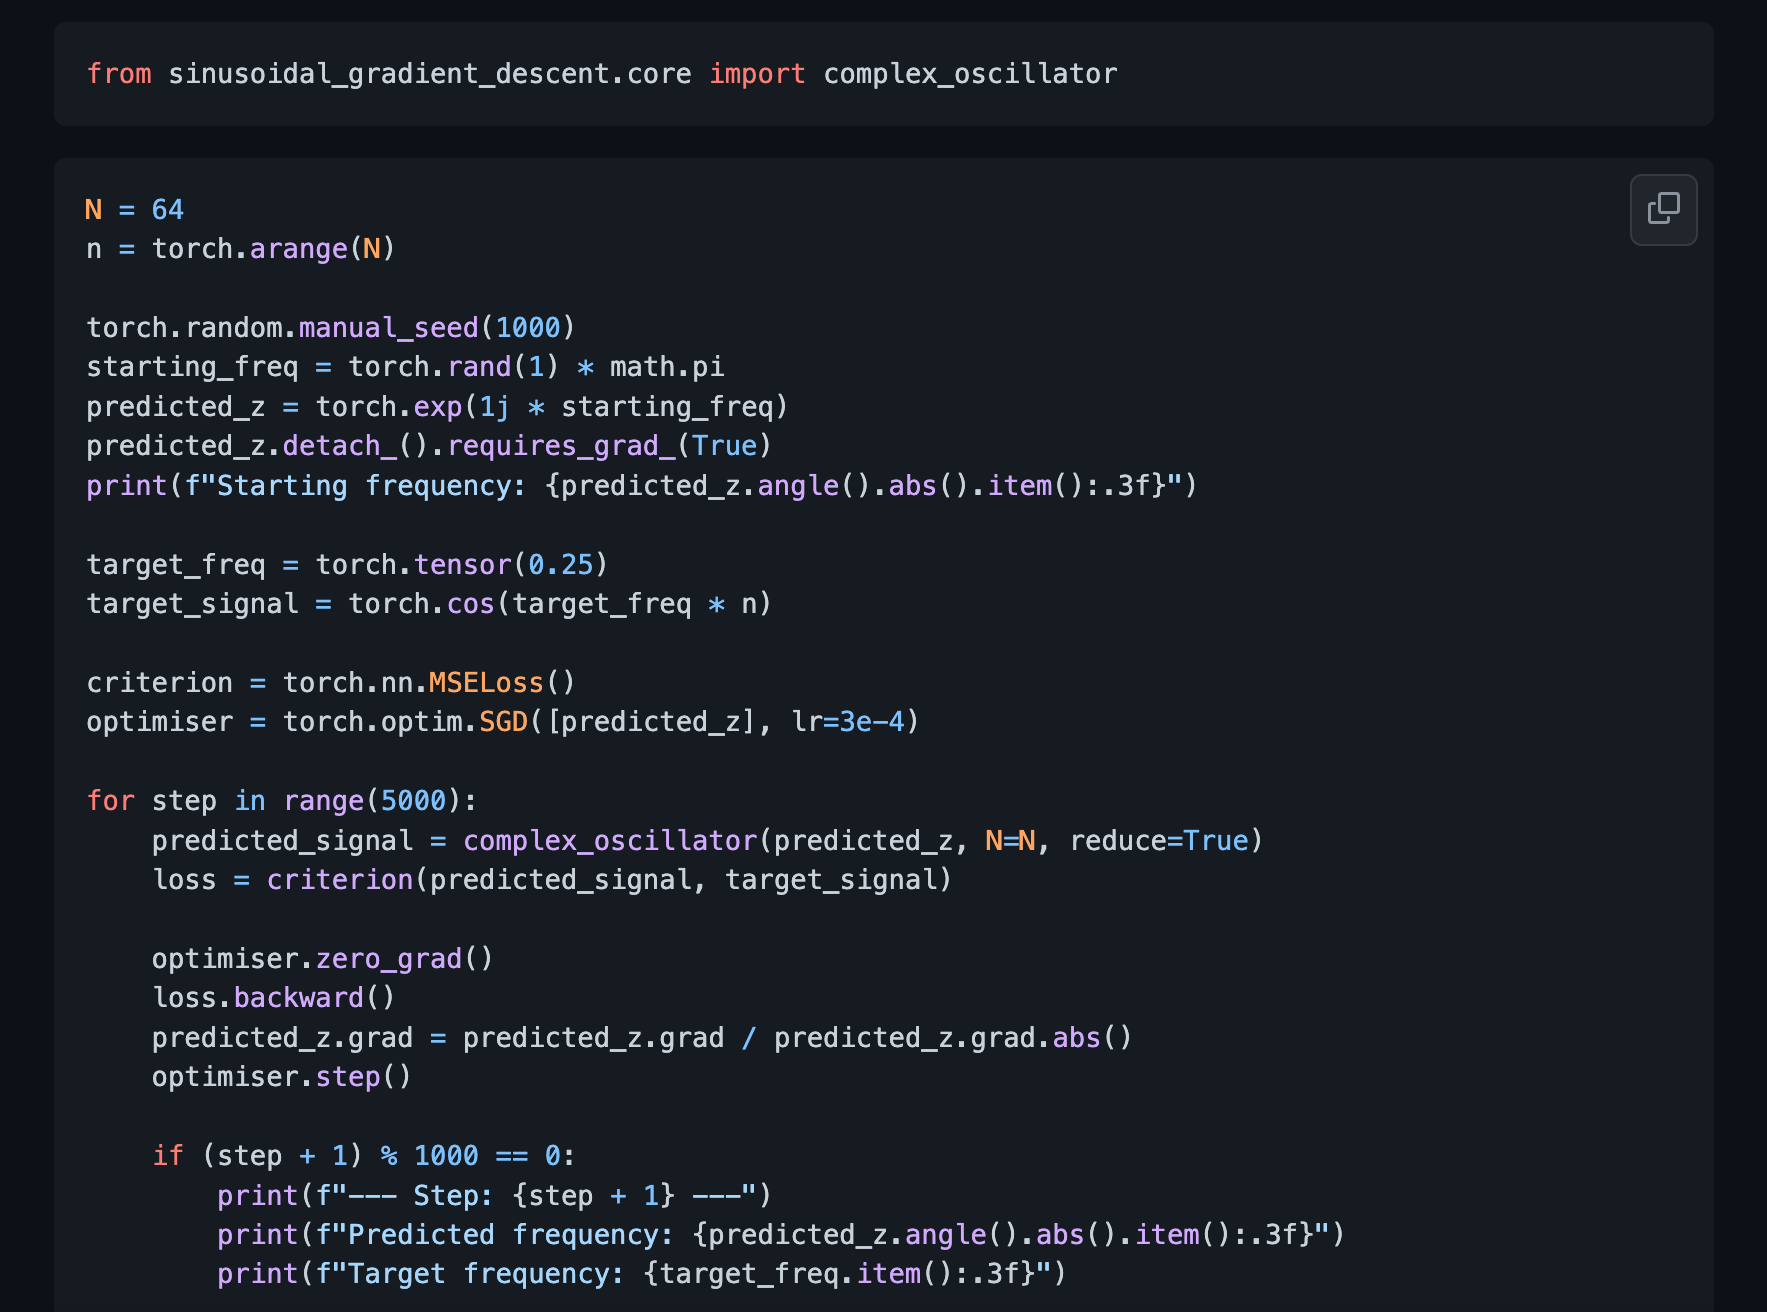 from sinusoidal_gradient_descent.core import complex_oscillator
N = 64
n = torch.arange(N)
torch.random.manual_seed(1000)
starting_freq = torch.rand(1) * math.pi
predicted_z = torch.exp(1j * starting_freq)
predicted_z.detach_().requires_grad_(True)
print(f"Starting frequency: {predicted_z.angle().abs().item():.3f}")
target_freq = torch.tensor(0.25)
target_signal = torch.cos(target_freq * n)
criterion = torch.nn.MSELoss()
optimiser = torch.optim.SGD([predicted_z], lr=3e-4)
for step in range(5000):
    predicted_signal = complex_oscillator(predicted_z, N=N, reduce=True)
    loss = criterion(predicted_signal, target_signal)
    optimiser.zero_grad()
    loss.backward()
    predicted_z.grad = predicted_z.grad / predicted_z.grad.abs()
    optimiser.step()
    if (step + 1) % 1000 == 0:
        print(f"--- Step: {step + 1} ---")
        print(f"Predicted frequency: {predicted_z.angle().abs().item():.3f}")
        print(f"Target frequency: {target_freq.item():.3f}")